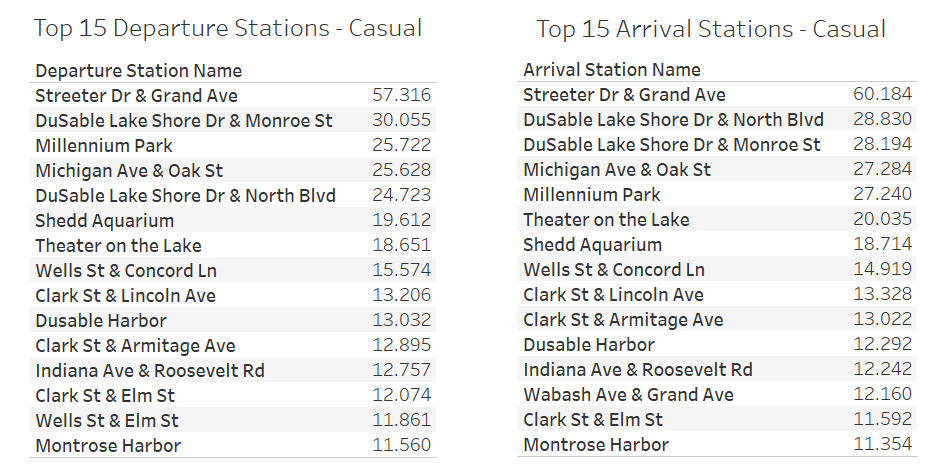 Top 15 Departure Stations - Casual
Departure Station Name
Streeter Dr & Grand Ave 57.316
DuSable Lake Shore Dr & Monroe St 30.055
Millennium Park 25.722
Michigan Ave & Oak St 25.628
DuSable Lake Shore Dr & North Blvd 24.723
Shedd Aquarium 19.612
Theater on the Lake 18.651
Wells St & Concord Ln 15.574
Clark St & Lincoln Ave 13.206
Dusable Harbor 13.032
Clark St & Armitage Ave 12.895
Indiana Ave & Roosevelt Rd 12.757
Clark St & Elm St 12.074
Wells St & Elm St 11.861
Montrose Harbor 11.560
Top 15 Arrival Stations - Casual
Arrival Station Name
Streeter Dr & Grand Ave 60.184
DuSable Lake Shore Dr & North Blvd 28.830
DuSable Lake Shore Dr & Monroe St 28.194
Michigan Ave & Oak St 27.284
Millennium Park 27.240
Theater on the Lake 20.035
Shedd Aquarium 18.714
Wells St & Concord Ln 14.919
Clark St & Lincoln Ave 13.328
Clark St & Armitage Ave 13.022
Dusable Harbor 12.292
Indiana Ave & Roosevelt Rd 12.242
Wabash Ave & Grand Ave 12.160
Clark St & Elm St 11.592
Montrose Harbor 11.354